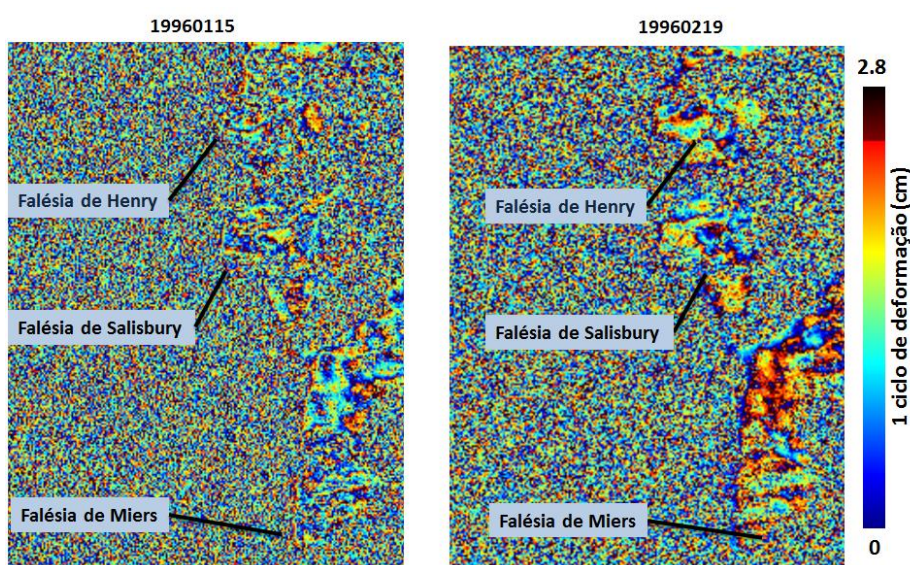 19960115
19960219
2.8
Falésia de Henry
Falésia de Henry
Falésia de Salisbury
Falésia de Salisbury
Falésia de Miers
Falésia de Miers
1 ciclo de deformação (cm)
0